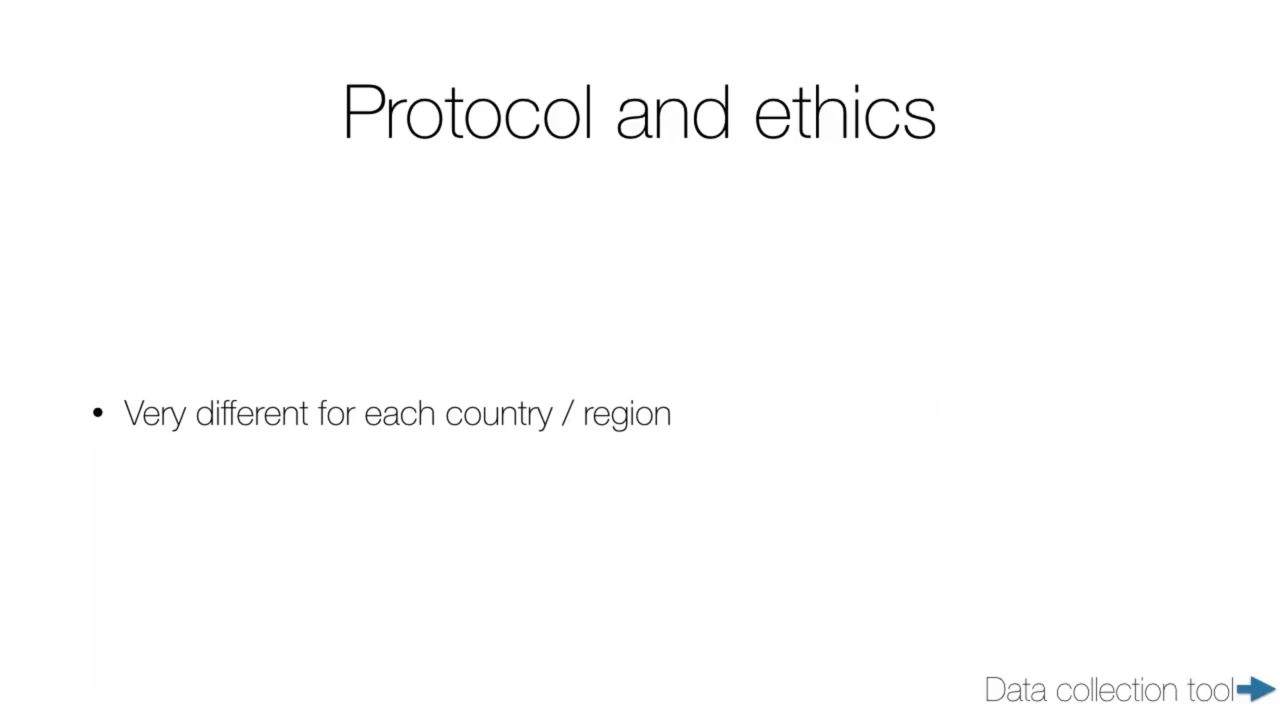 Protocol and ethics
• Very different for each country / region
Data collection tool